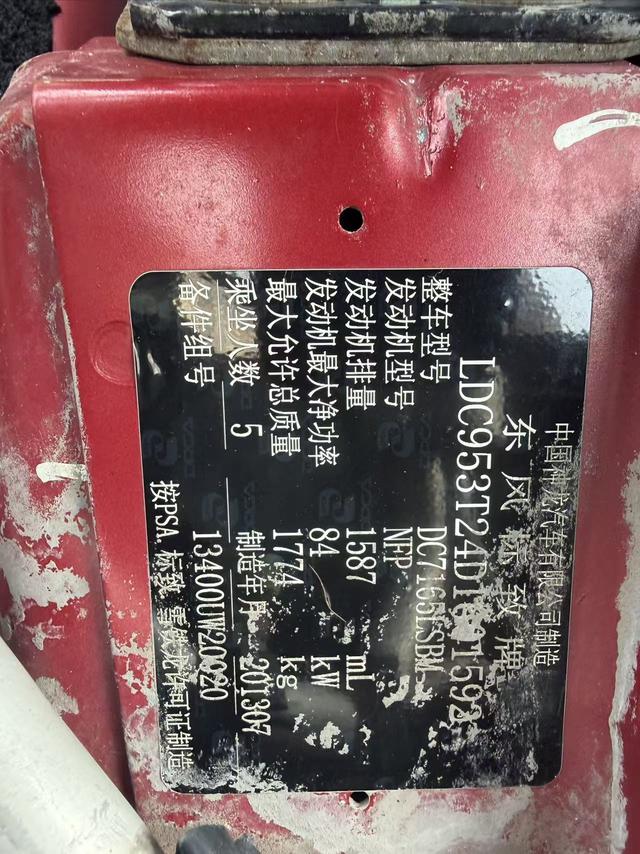 中国神龙汽车有限公司制造
东风标致牌
整车型号 DC7165LSBM
发动机型号 NFP
发动机排量 1587 mL
发动机最大净功率 84 kW
最大允许总质量 1774 kg
乘坐人数 5 制造年月 201307
备件组号
按PSA 标致 雪铁龙许可证制造